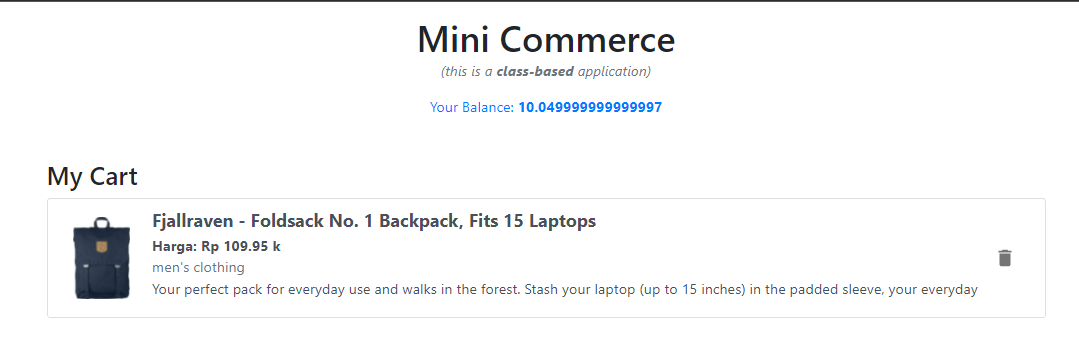 Mini Commerce
(this is a class-based application)
Your Balance: 10.049999999999997
My Cart
Fjallraven - Foldsack No. 1 Backpack, Fits 15 Laptops
Harga: Rp 109.95 k
men's clothing
Your perfect pack for everyday use and walks in the forest. Stash your laptop (up to 15 inches) in the padded sleeve, your everyday